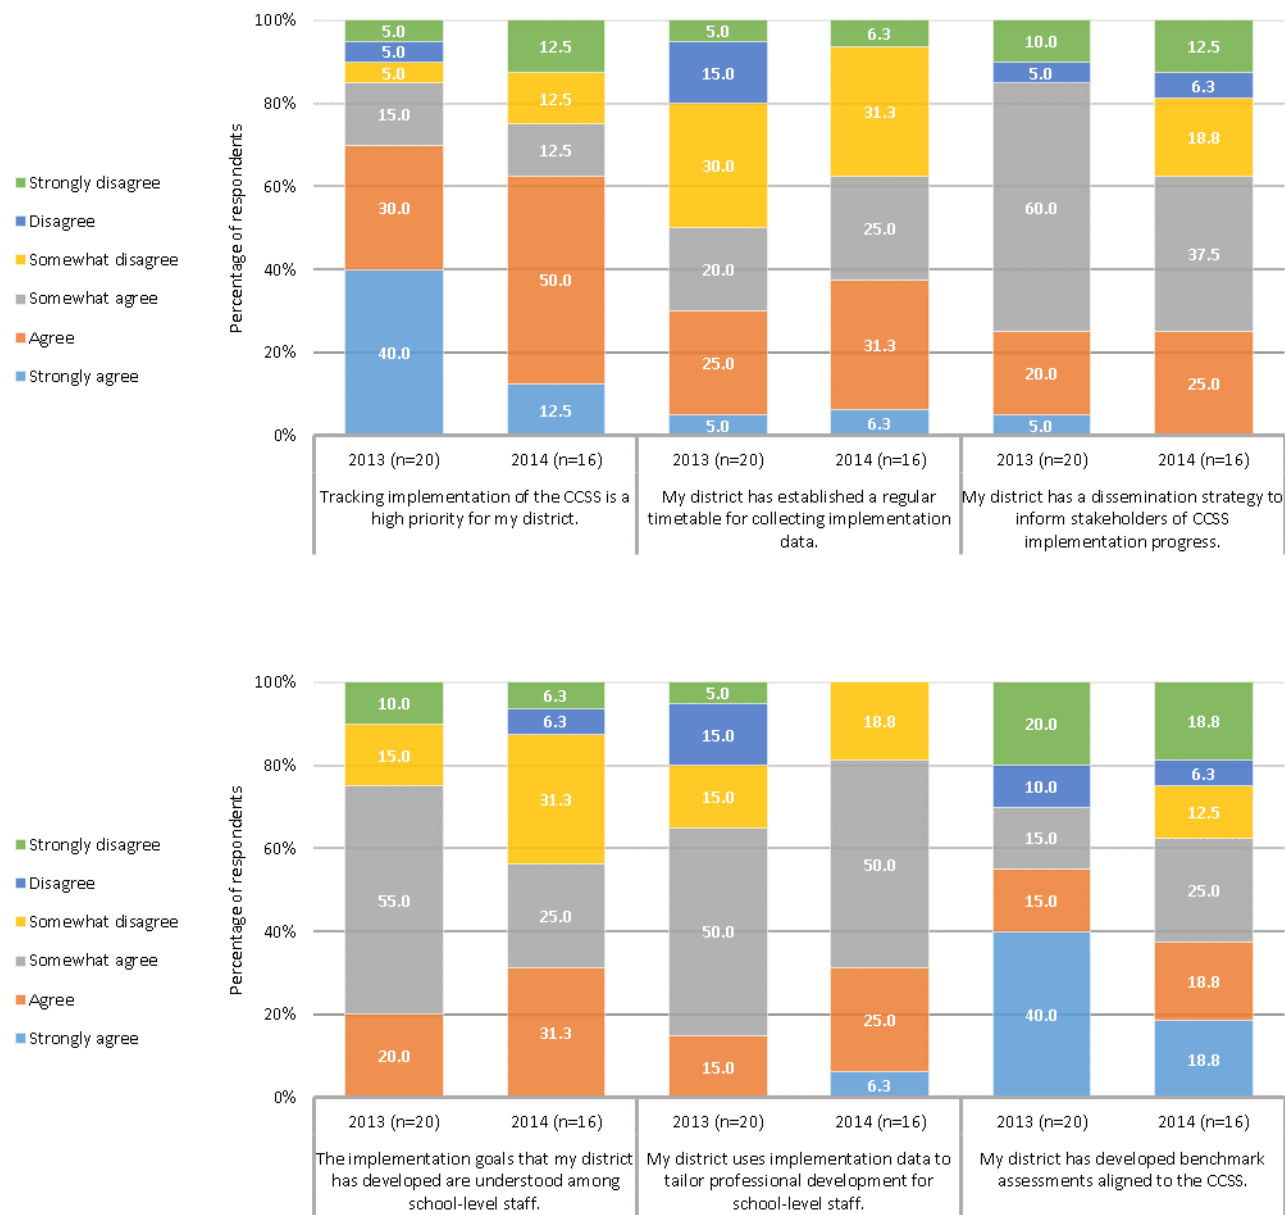 100%
80%
60%
40%
20%
0%
Percentage of respondents
Strongly disagree
Disagree
Somewhat disagree
Somewhat agree
Agree
Strongly agree
5.0
5.0
5.0
15.0
30.0
40.0
12.5
12.5
12.5
50.0
12.5
5.0
15.0
30.0
20.0
25.0
5.0
6.3
31.3
25.0
31.3
6.3
10.0
5.0
60.0
20.0
5.0
12.5
6.3
18.8
37.5
25.0
2013 (n=20) 2014 (n=16) 2013 (n=20) 2014 (n=16) 2013 (n=20) 2014 (n=16)
Tracking implementation of the CCSS is a
high priority for my district.
My district has established a regular
timetable for collecting implementation
data.
My district has a dissemination strategy to
inform stakeholders of CCSS
implementation progress.
100%
80%
60%
40%
20%
0%
Percentage of respondents
Strongly disagree
Disagree
Somewhat disagree
Somewhat agree
Agree
Strongly agree
10.0
15.0
55.0
20.0
6.3
6.3
31.3
25.0
31.3
5.0
15.0
15.0
50.0
15.0
18.8
50.0
25.0
6.3
20.0
10.0
15.0
15.0
40.0
18.8
6.3
12.5
25.0
18.8
18.8
2013 (n=20) 2014 (n=16) 2013 (n=20) 2014 (n=16) 2013 (n=20) 2014 (n=16)
The implementation goals that my district
has developed are understood among
school-level staff.
My district uses implementation data to
tailor professional development for
school-level staff.
My district has developed benchmark
assessments aligned to the CCSS.